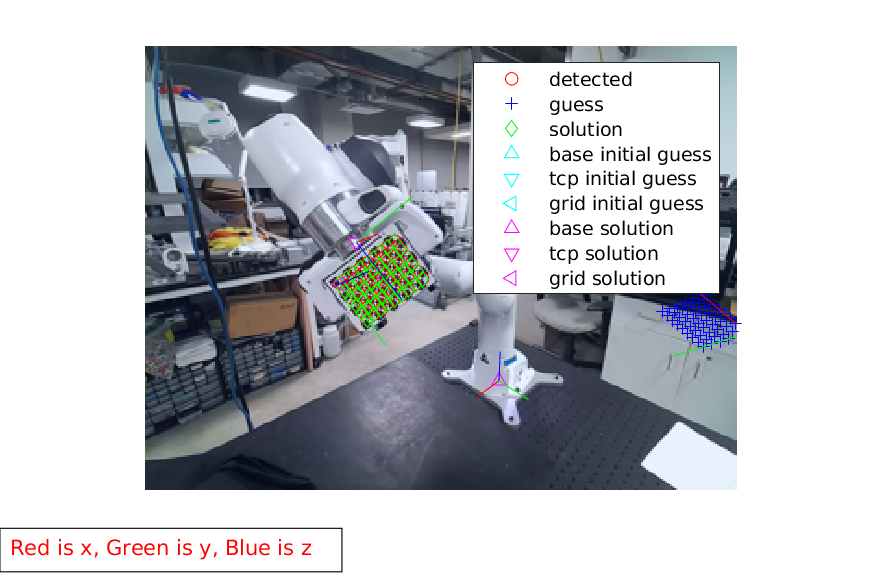 detected
guess
solution
base initial guess
tcp initial guess
grid initial guess
base solution
tcp solution
grid solution
Red is x, Green is y, Blue is z